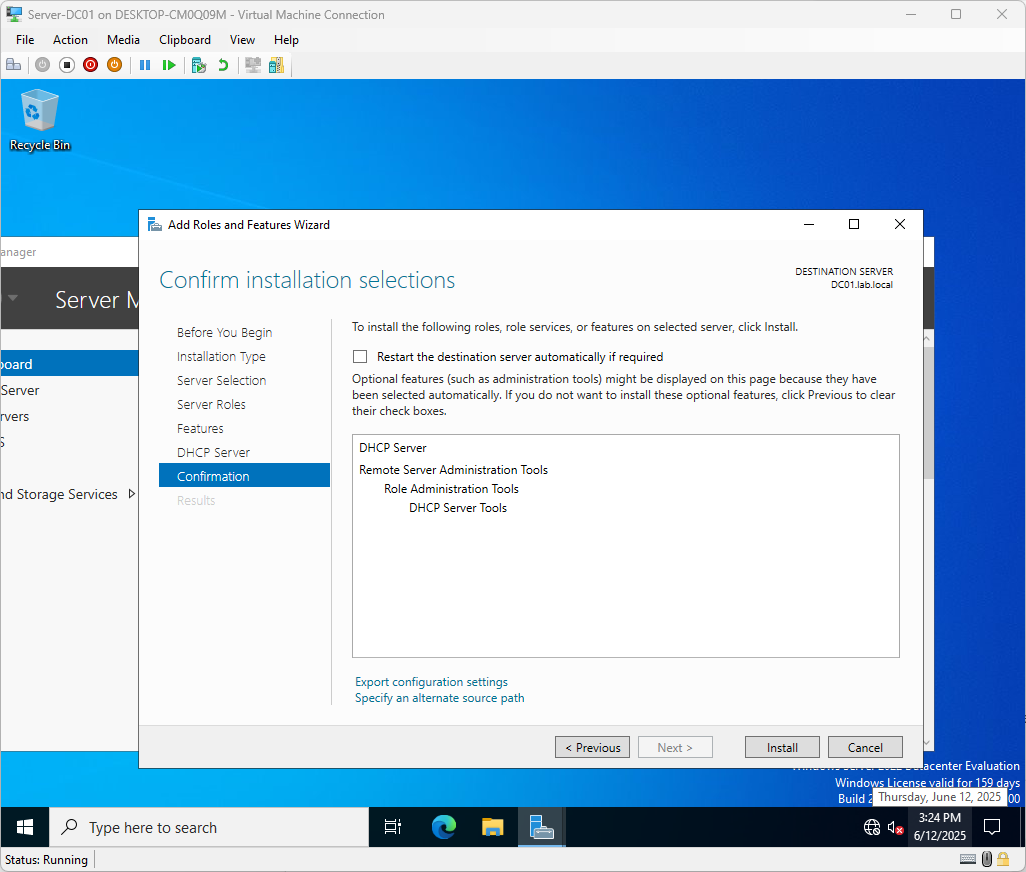 Server-DC01 on DESKTOP-CM0Q09M - Virtual Machine Connection
File Action Media Clipboard View Help
Recycle Bin
anager
Server M
board
Server
rvers
S
nd Storage Services
Add Roles and Features Wizard
Confirm installation selections
DESTINATION SERVER
DC01.lab.local
Before You Begin
Installation Type
Server Selection
Server Roles
Features
DHCP Server
Confirmation
Results
To install the following roles, role services, or features on selected server, click Install.
Restart the destination server automatically if required
Optional features (such as administration tools) might be displayed on this page because they have
been selected automatically. If you do not want to install these optional features, click Previous to clear
their check boxes.
DHCP Server
Remote Server Administration Tools
Role Administration Tools
DHCP Server Tools
Export configuration settings
Specify an alternate source path
< Previous Next > Install Cancel
Evaluation
Windows License valid for 159 days
Build 2
00
Thursday, June 12, 2025
Type here to search
3:24 PM
6/12/2025
Status: Running